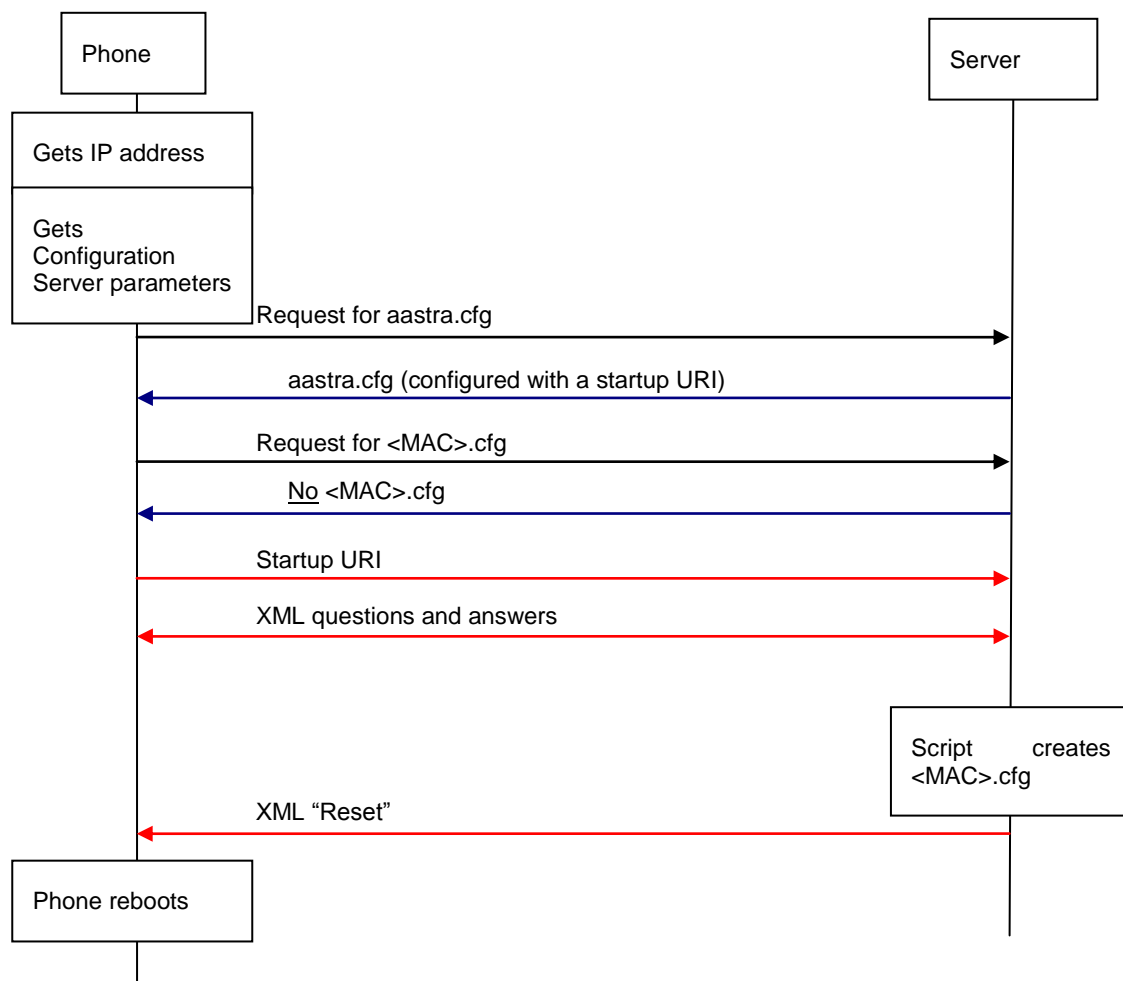 Phone
Server
Gets IP address
Gets
Configuration
Server parameters
Request for aastra.cfg
aastra.cfg (configured with a startup URI)
Request for <MAC>.cfg
No <MAC>.cfg
Startup URI
XML questions and answers
Script creates
<MAC>.cfg
XML “Reset”
Phone reboots